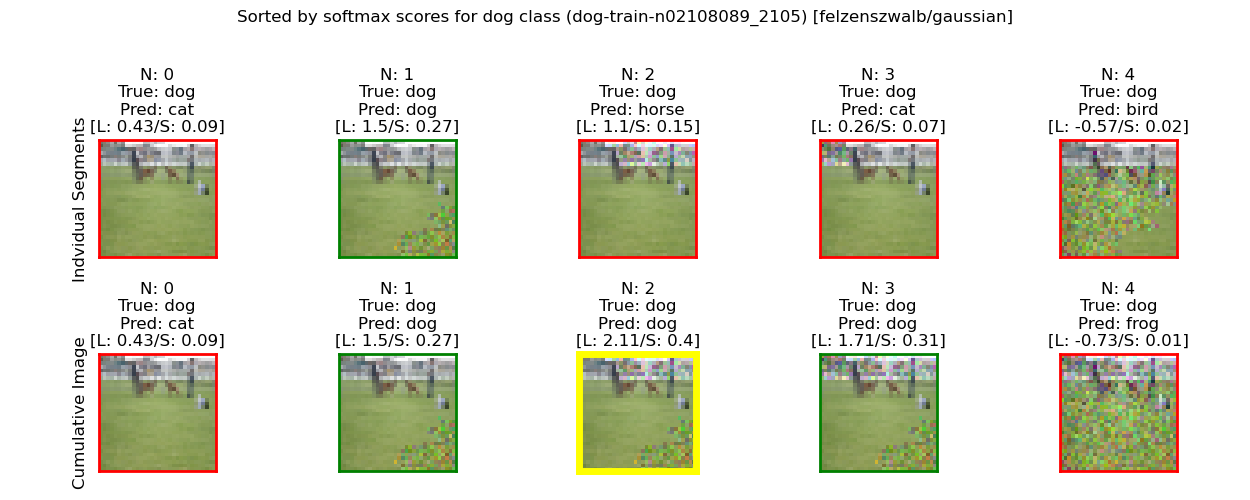 Sorted by softmax scores for dog class (dog-train-n02108089_2105) [felzenszwalb/gaussian]
Indvidual Segments
N: 0
True: dog
Pred: cat
[L: 0.43/S: 0.09]
N: 1
True: dog
Pred: dog
[L: 1.5/S: 0.27]
N: 2
True: dog
Pred: horse
[L: 1.1/S: 0.15]
N: 3
True: dog
Pred: cat
[L: 0.26/S: 0.07]
N: 4
True: dog
Pred: bird
[L: -0.57/S: 0.02]
Cumulative Image
N: 0
True: dog
Pred: cat
[L: 0.43/S: 0.09]
N: 1
True: dog
Pred: dog
[L: 1.5/S: 0.27]
N: 2
True: dog
Pred: dog
[L: 2.11/S: 0.4]
N: 3
True: dog
Pred: dog
[L: 1.71/S: 0.31]
N: 4
True: dog
Pred: frog
[L: -0.73/S: 0.01]